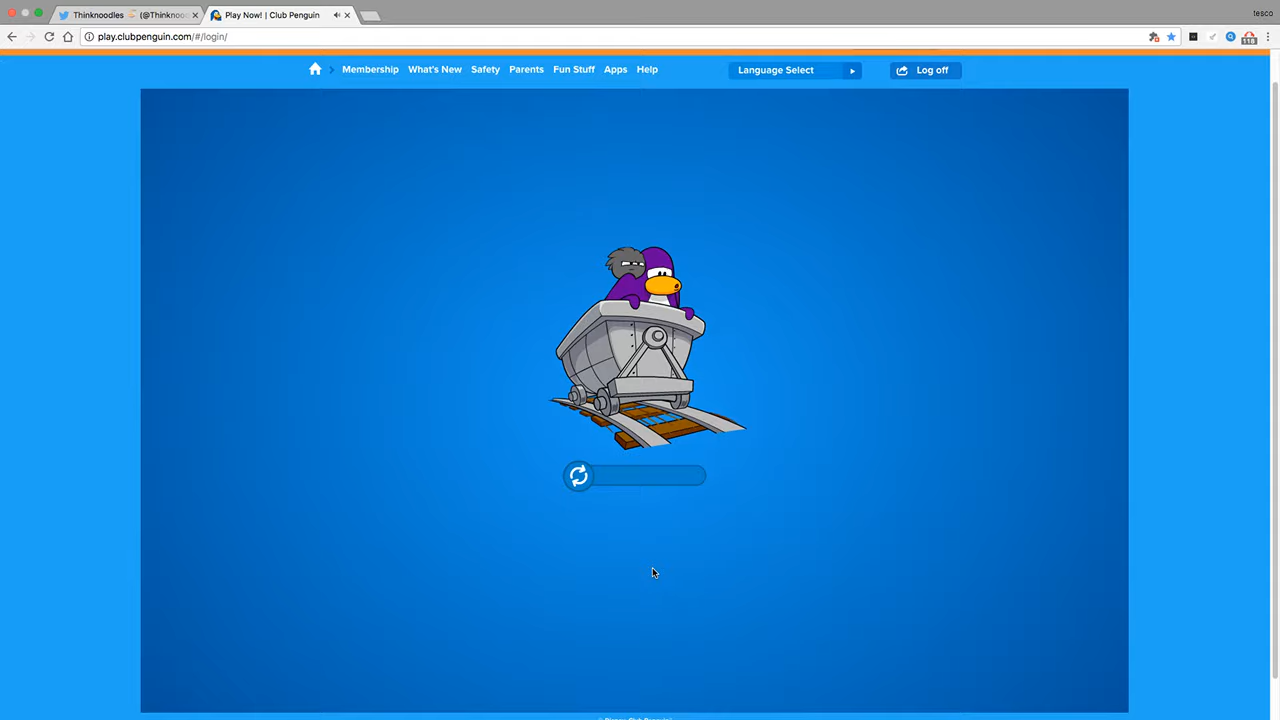 Thinknoodles (@Thinknoo
Play Now! | Club Penguin
tesco
play.clubpenguin.com/#/login/
116
Membership What's New Safety Parents Fun Stuff Apps Help Language Select Log off